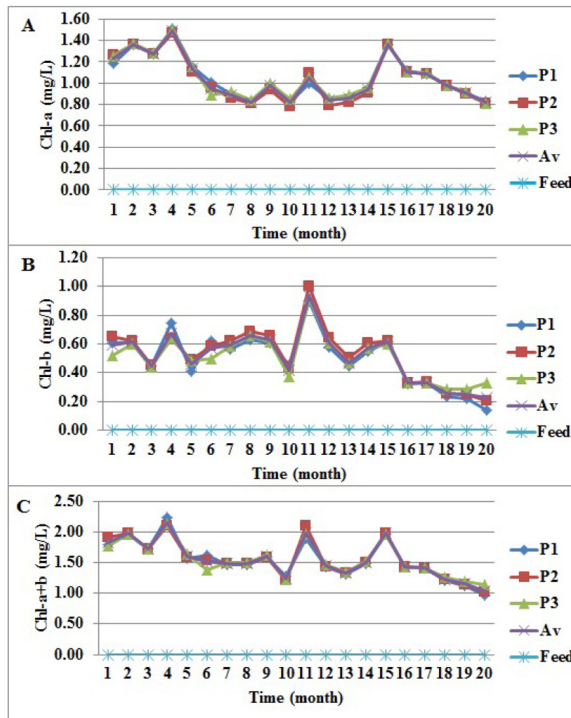 A
Chl-a (mg/L)
1.60
1.40
1.20
1.00
0.80
0.60
0.40
0.20
0.00
1 2 3 4 5 6 7 8 9 10 11 12 13 14 15 16 17 18 19 20
Time (month)
P1
P2
P3
Av
Feed
B
Chl-b (mg/L)
1.20
1.00
0.80
0.60
0.40
0.20
0.00
1 2 3 4 5 6 7 8 9 10 11 12 13 14 15 16 17 18 19 20
Time (month)
P1
P2
P3
Av
Feed
C
Chl-a+b (mg/L)
2.50
2.00
1.50
1.00
0.50
0.00
1 2 3 4 5 6 7 8 9 10 11 12 13 14 15 16 17 18 19 20
Time (month)
P1
P2
P3
Av
Feed